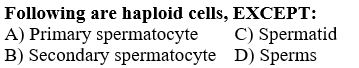 Following are haploid cells, EXCEPT:
A) Primary spermatocyte C) Spermatid
B) Secondary spermatocyte D) Sperms